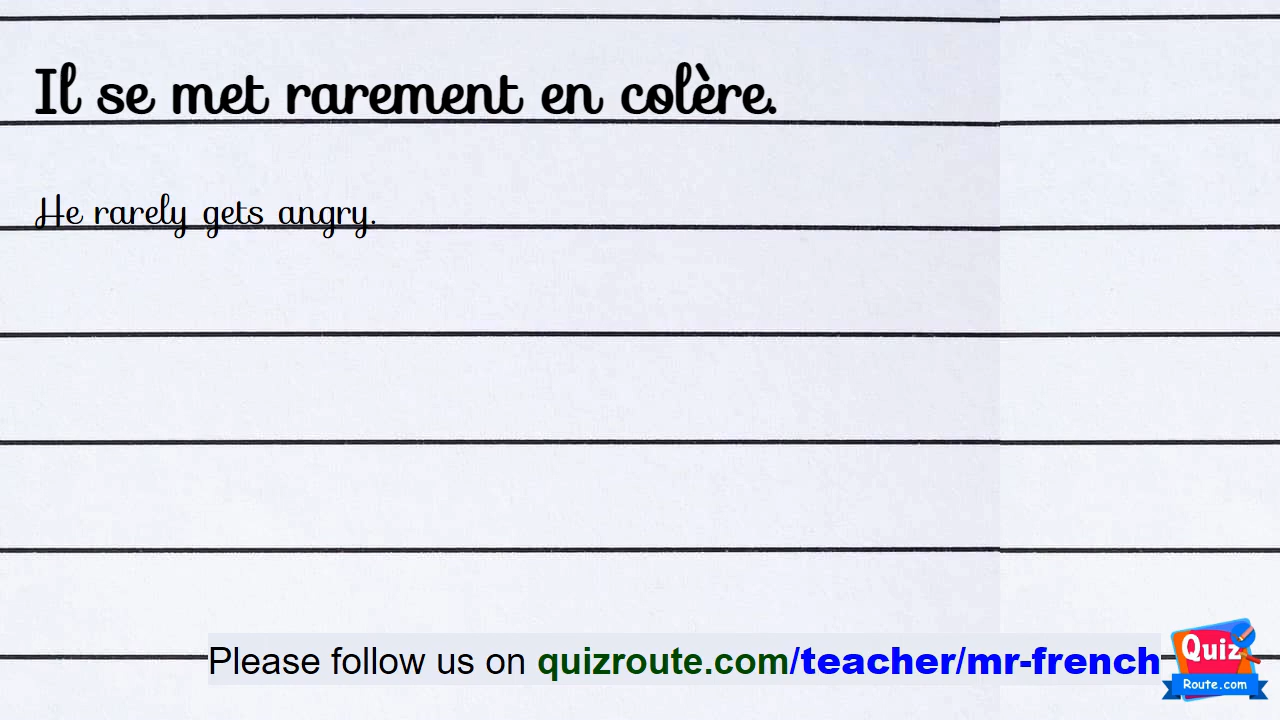 Il se met rarement en colère.
He rarely gets angry.
Please follow us on quizroute.com/teacher/mr-french
Quiz
Route.com